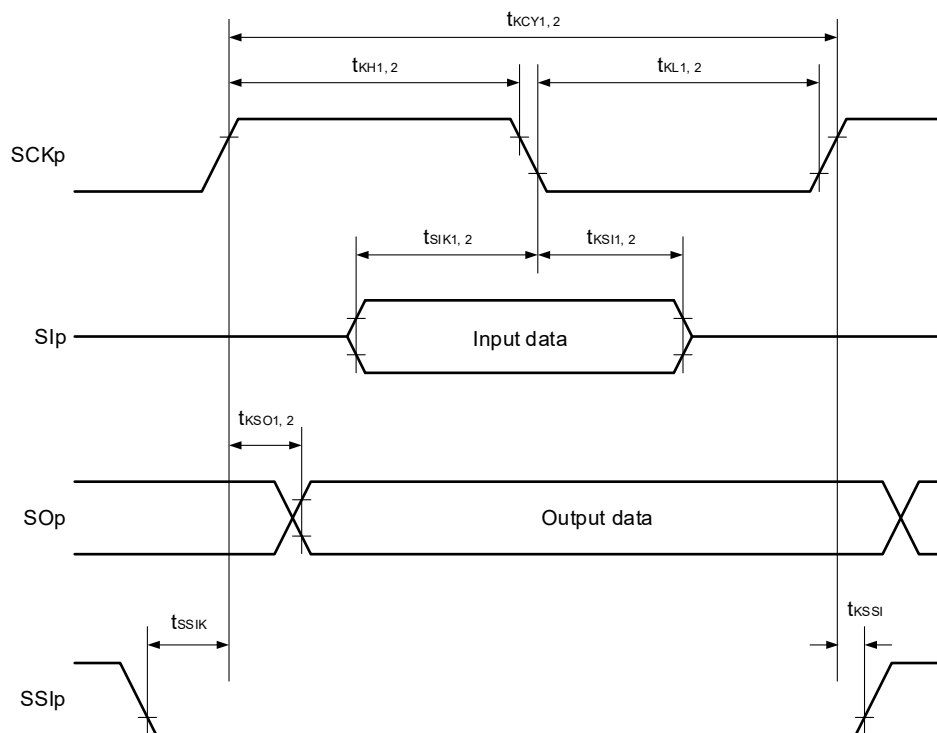 tKCY1, 2
tKH1, 2
tKL1, 2
SCKp
tSIK1, 2
tKSI1, 2
SIp
Input data
tKSO1, 2
SOp
Output data
tSSIK
tKSSI
SSIp